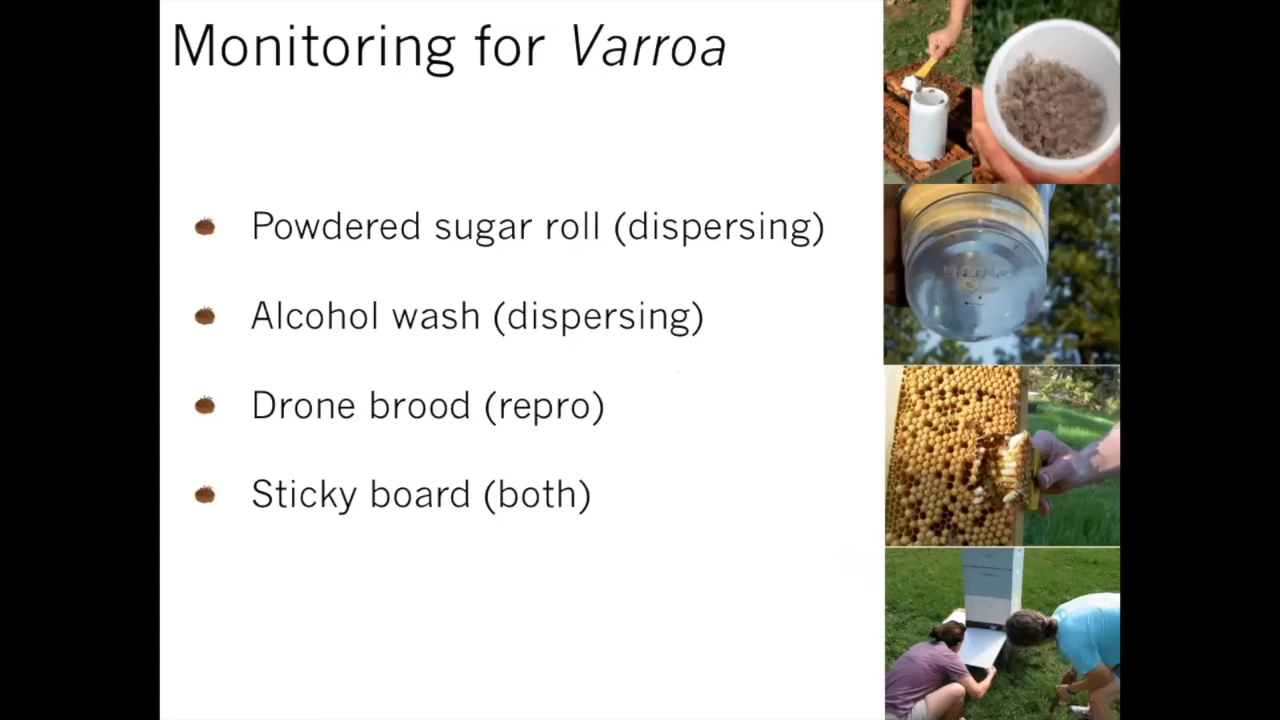 Monitoring for Varroa
Powdered sugar roll (dispersing)
Alcohol wash (dispersing)
Drone brood (repro)
Sticky board (both)